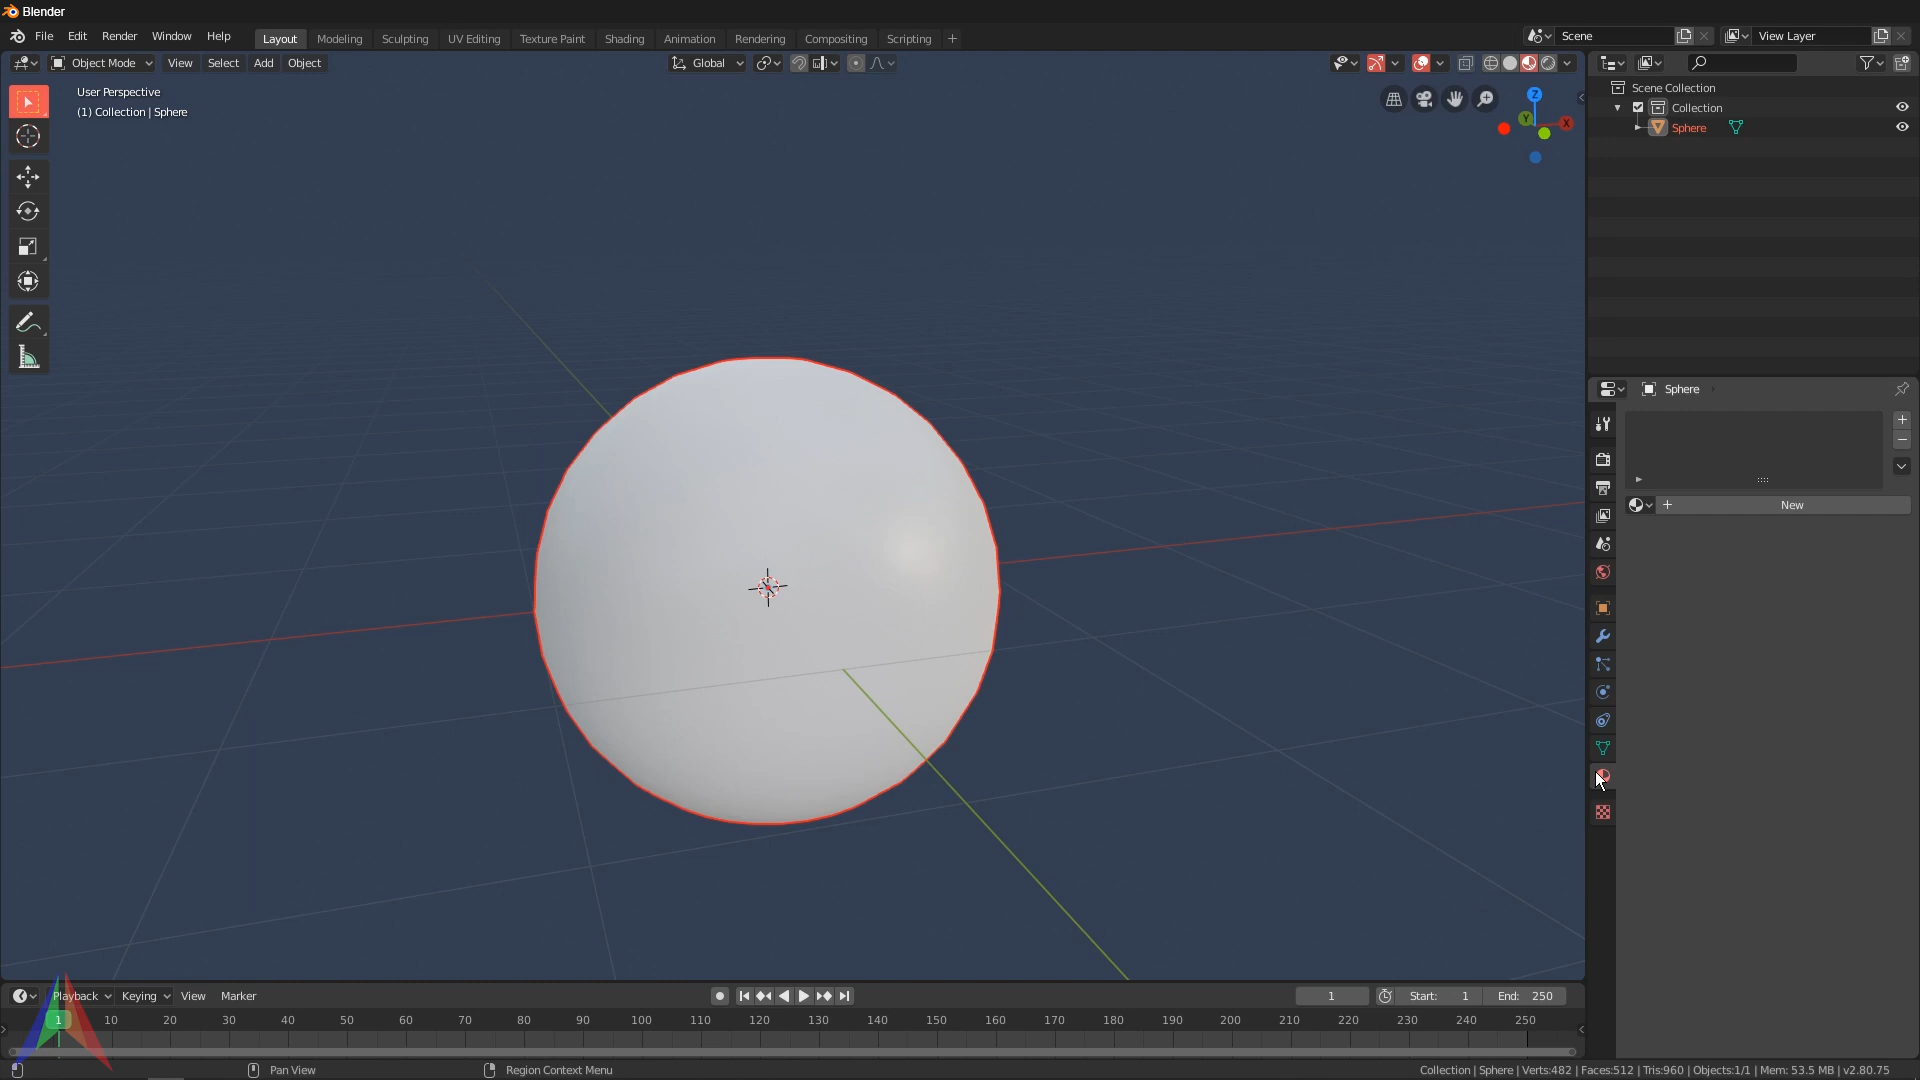 Blender
File Edit Render Window Help Layout Modeling Sculpting UV Editing Texture Paint Shading Animation Rendering Compositing Scripting + Scene View Layer
Object Mode View Select Add Object Global
User Perspective
(1) Collection | Sphere
Z
Y
X
Scene Collection
Collection
Sphere
Sphere
New
Playback Keying View Marker 1 Start: 1 End: 250
1 10 20 30 40 50 60 70 80 90 100 110 120 130 140 150 160 170 180 190 200 210 220 230 240 250
Pan View Region Context Menu Collection | Sphere | Verts:482 | Faces:512 | Tris:960 | Objects:1/1 | Mem: 53.5 MB | v2.80.75